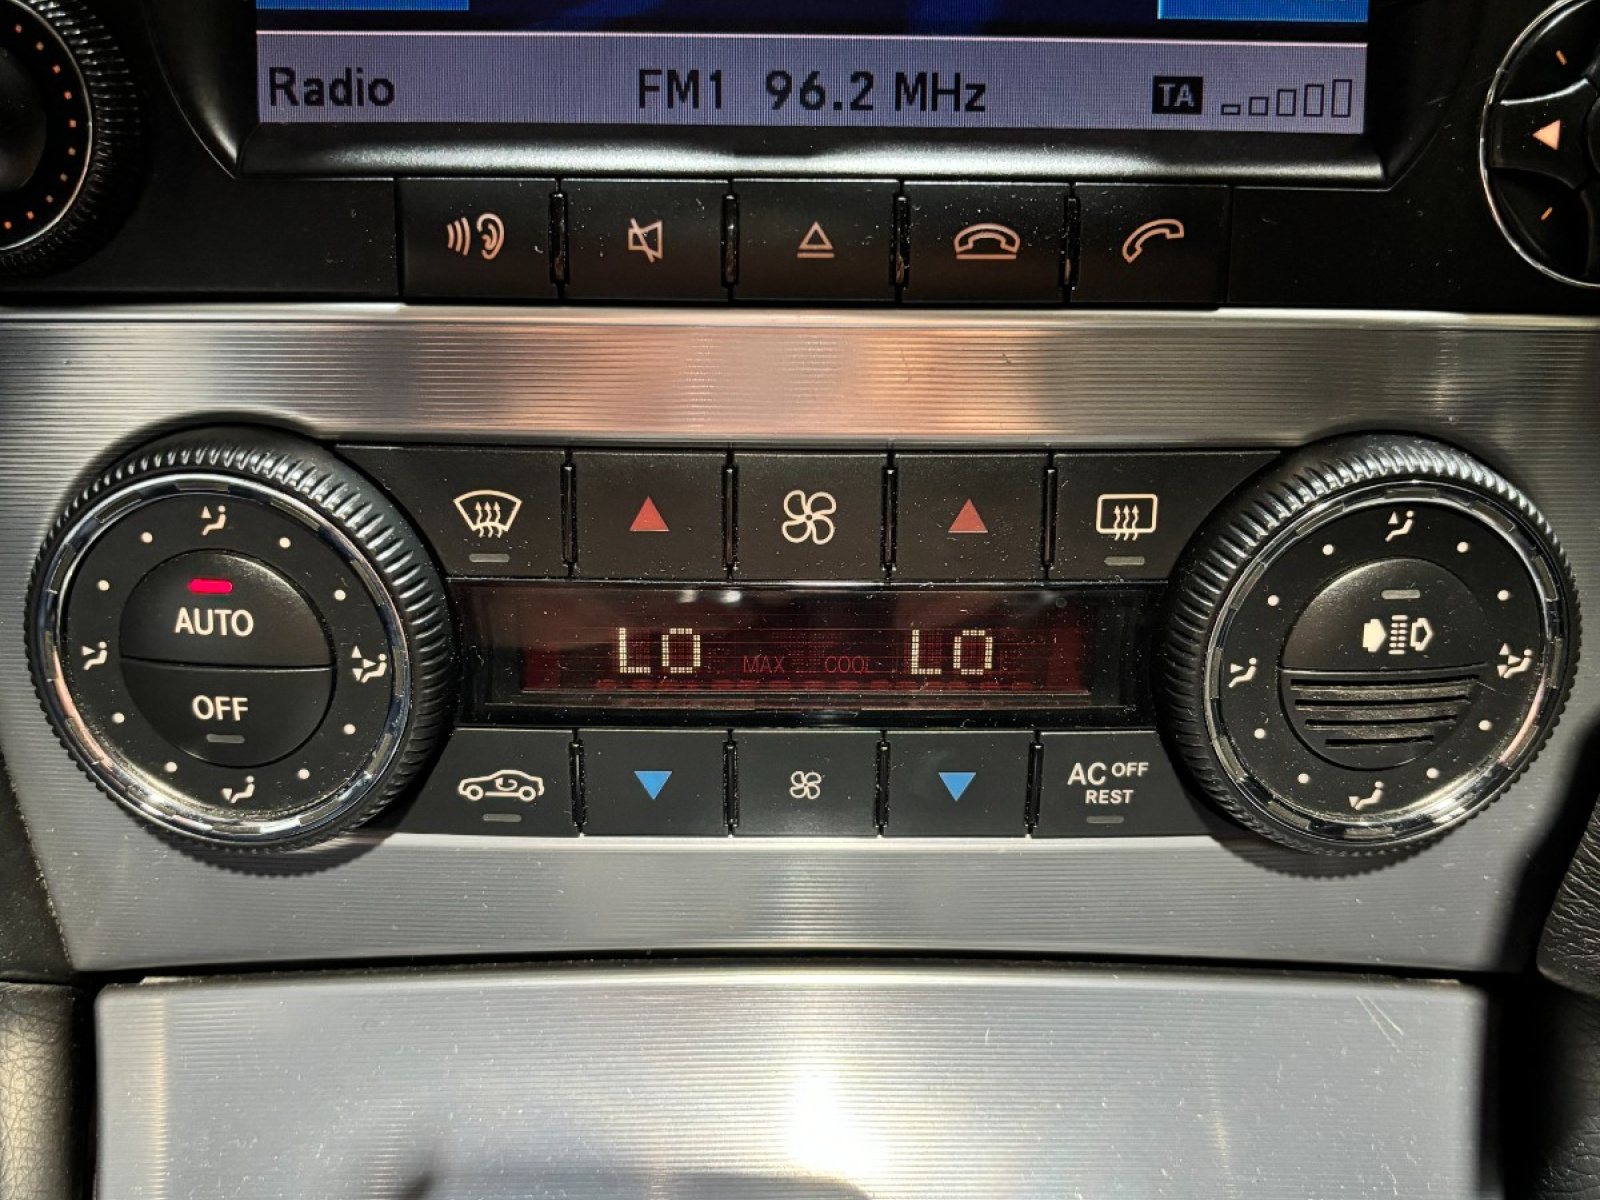 Radio FM1 96.2 MHz TA
AUTO
LO MAX COOL LO
OFF
AC OFF
REST